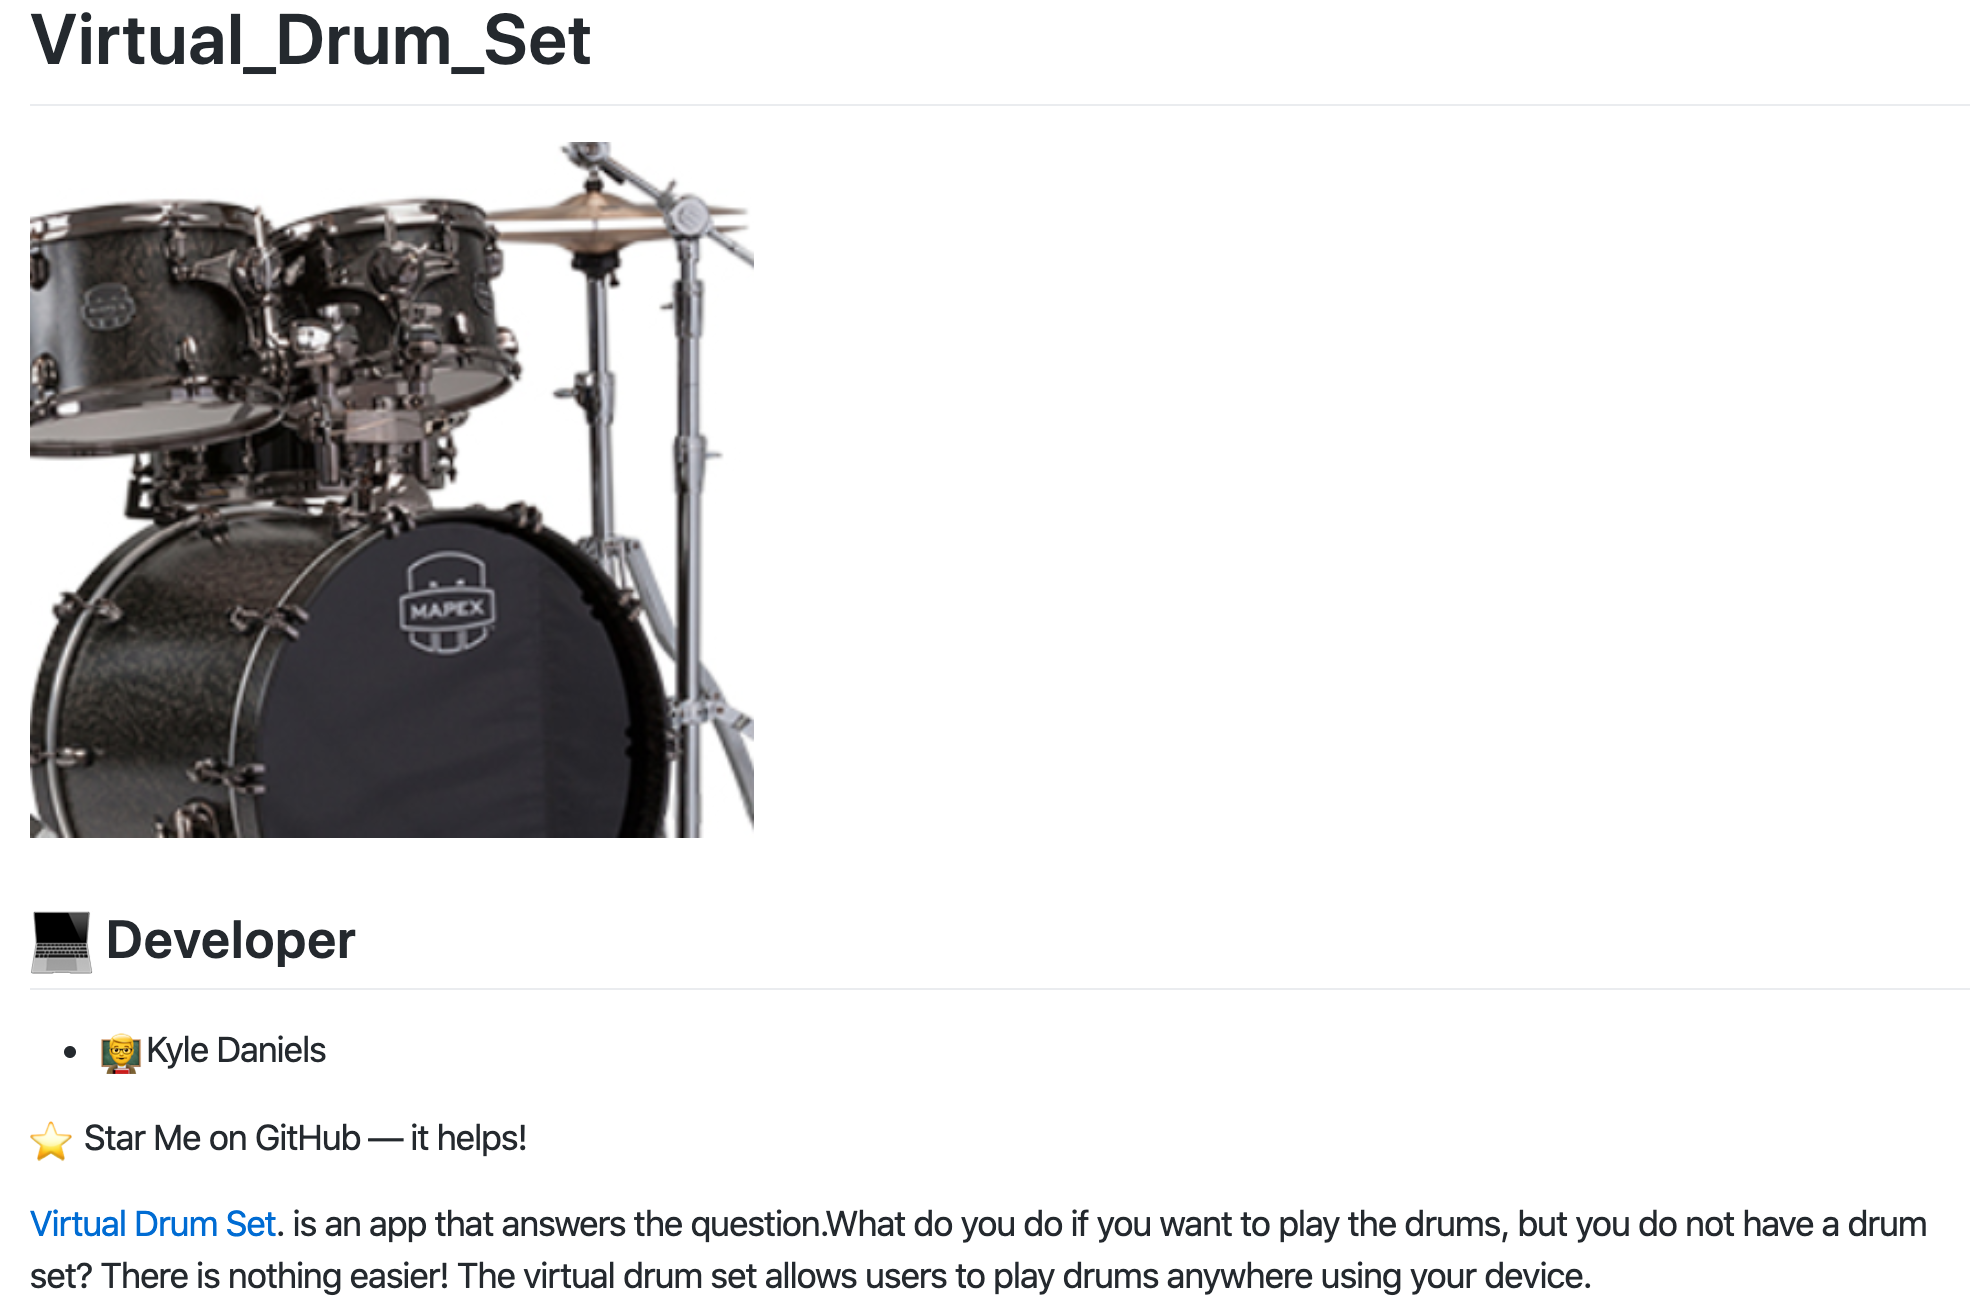 Virtual_Drum_Set
MAPEX
Developer
Kyle Daniels
Star Me on GitHub — it helps!
Virtual Drum Set. is an app that answers the question.What do you do if you want to play the drums, but you do not have a drum
set? There is nothing easier! The virtual drum set allows users to play drums anywhere using your device.